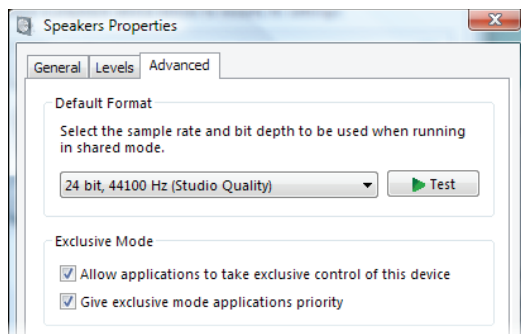 Speakers Properties
General Levels Advanced
Default Format
Select the sample rate and bit depth to be used when running
in shared mode.
24 bit, 44100 Hz (Studio Quality)
Test
Exclusive Mode
Allow applications to take exclusive control of this device
Give exclusive mode applications priority